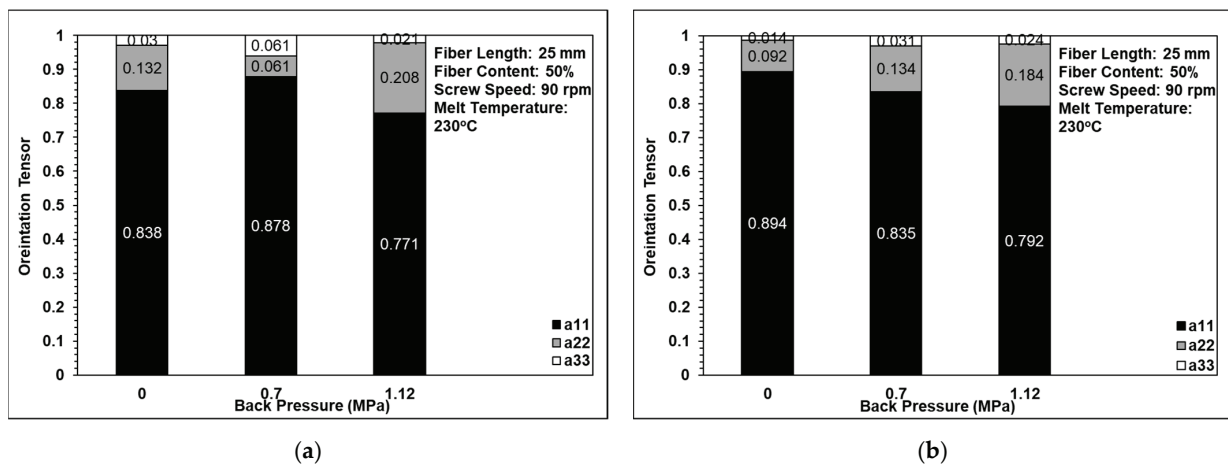 1
0.9
0.8
0.7
0.6
0.5
0.4
0.3
0.2
0.1
0
Oreintation Tensor
0.03
0.132
0.838
0.061
0.061
0.878
0.021
0.208
0.771
Fiber Length: 25 mm
Fiber Content: 50%
Screw Speed: 90 rpm
Melt Temperature:
230°C
a11
a22
a33
0
0.7
1.12
Back Pressure (MPa)
(a)
1
0.9
0.8
0.7
0.6
0.5
0.4
0.3
0.2
0.1
0
Oreintation Tensor
0.014
0.092
0.894
0.031
0.134
0.835
0.024
0.184
0.792
Fiber Length: 25 mm
Fiber Content: 50%
Screw Speed: 90 rpm
Melt Temperature:
230°C
a11
a22
a33
0
0.7
1.12
Back Pressure (MPa)
(b)